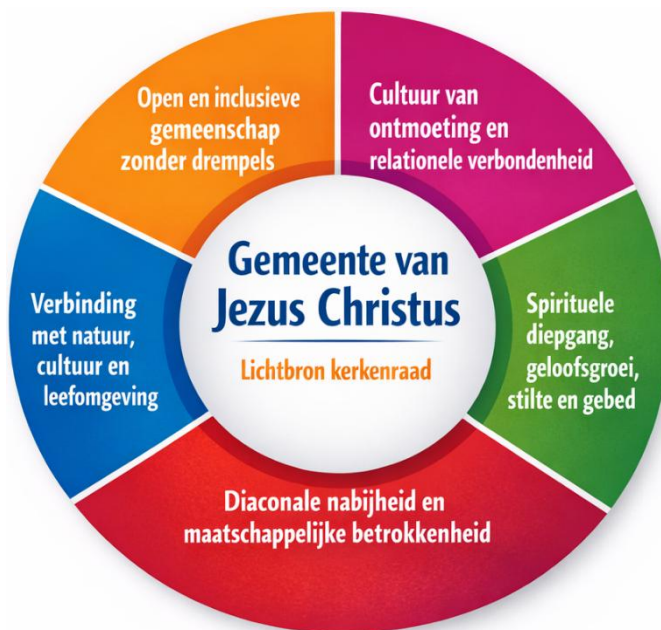 Open en inclusieve
gemeenschap
zonder drempels
Cultuur van
ontmoeting en
relationele verbondenheid
Verbinding
met natuur,
cultuur en
leefomgeving
Gemeente van
Jezus Christus
Lichtbron kerkenraad
Spirituele
diepgang,
geloofsgroei,
stilte en gebed
Diaconale nabijheid en
maatschappelijke betrokkenheid